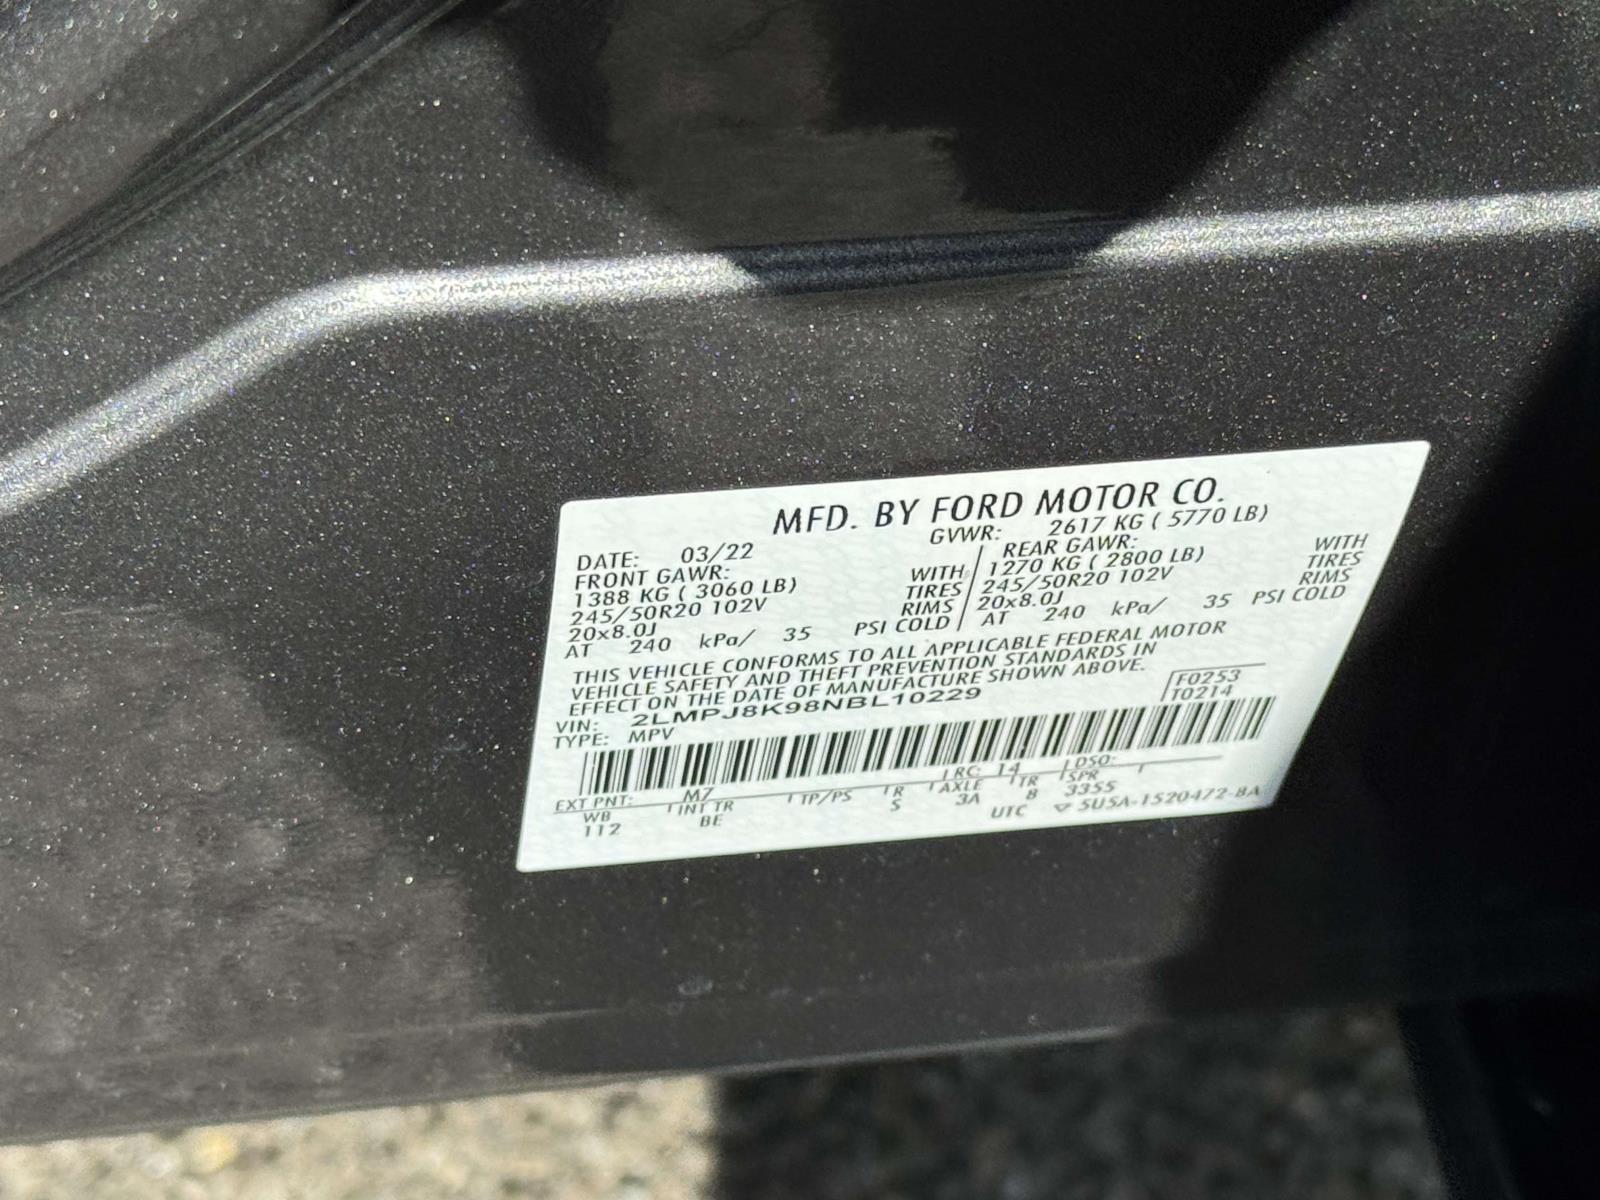 MFD. BY FORD MOTOR CO.
DATE: 03/22 GVWR: 2617 KG ( 5770 LB)
FRONT GAWR: REAR GAWR:
1388 KG ( 3060 LB) WITH 1270 KG ( 2800 LB) WITH
245/50R20 102V TIRES 245/50R20 102V TIRES
20x8.0J RIMS 20x8.0J RIMS
AT 240 kPa/ 35 PSI COLD AT 240 kPa/ 35 PSI COLD
THIS VEHICLE CONFORMS TO ALL APPLICABLE FEDERAL MOTOR
VEHICLE SAFETY AND THEFT PREVENTION STANDARDS IN
EFFECT ON THE DATE OF MANUFACTURE SHOWN ABOVE.
VIN: 2LMPJ8K98NBL10229 F0253
TYPE: MPV T0214
EXT PNT: M7 RC: 14 DSO:
WB INT TR TP/PS R AXLE TR SPR
112 BE S 3A 8 3355
UTC ▽ 5U5A-1520472-BA